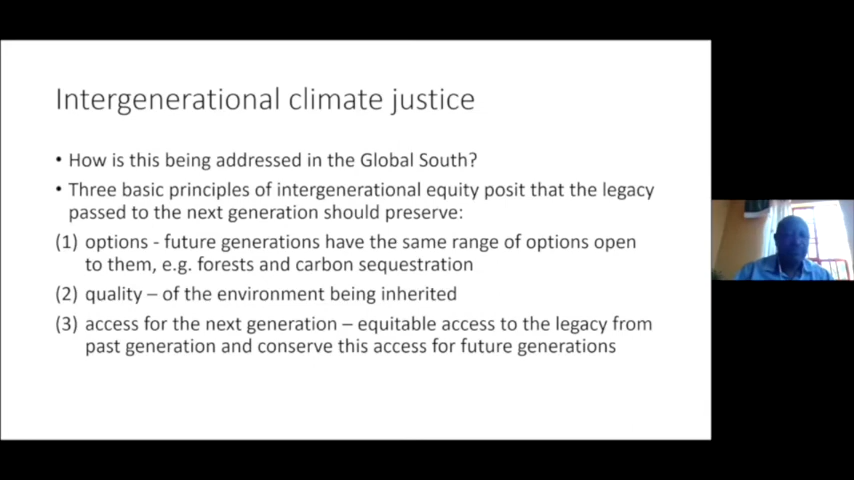 Intergenerational climate justice
• How is this being addressed in the Global South?
• Three basic principles of intergenerational equity posit that the legacy
passed to the next generation should preserve:
(1) options - future generations have the same range of options open
to them, e.g. forests and carbon sequestration
(2) quality – of the environment being inherited
(3) access for the next generation – equitable access to the legacy from
past generation and conserve this access for future generations